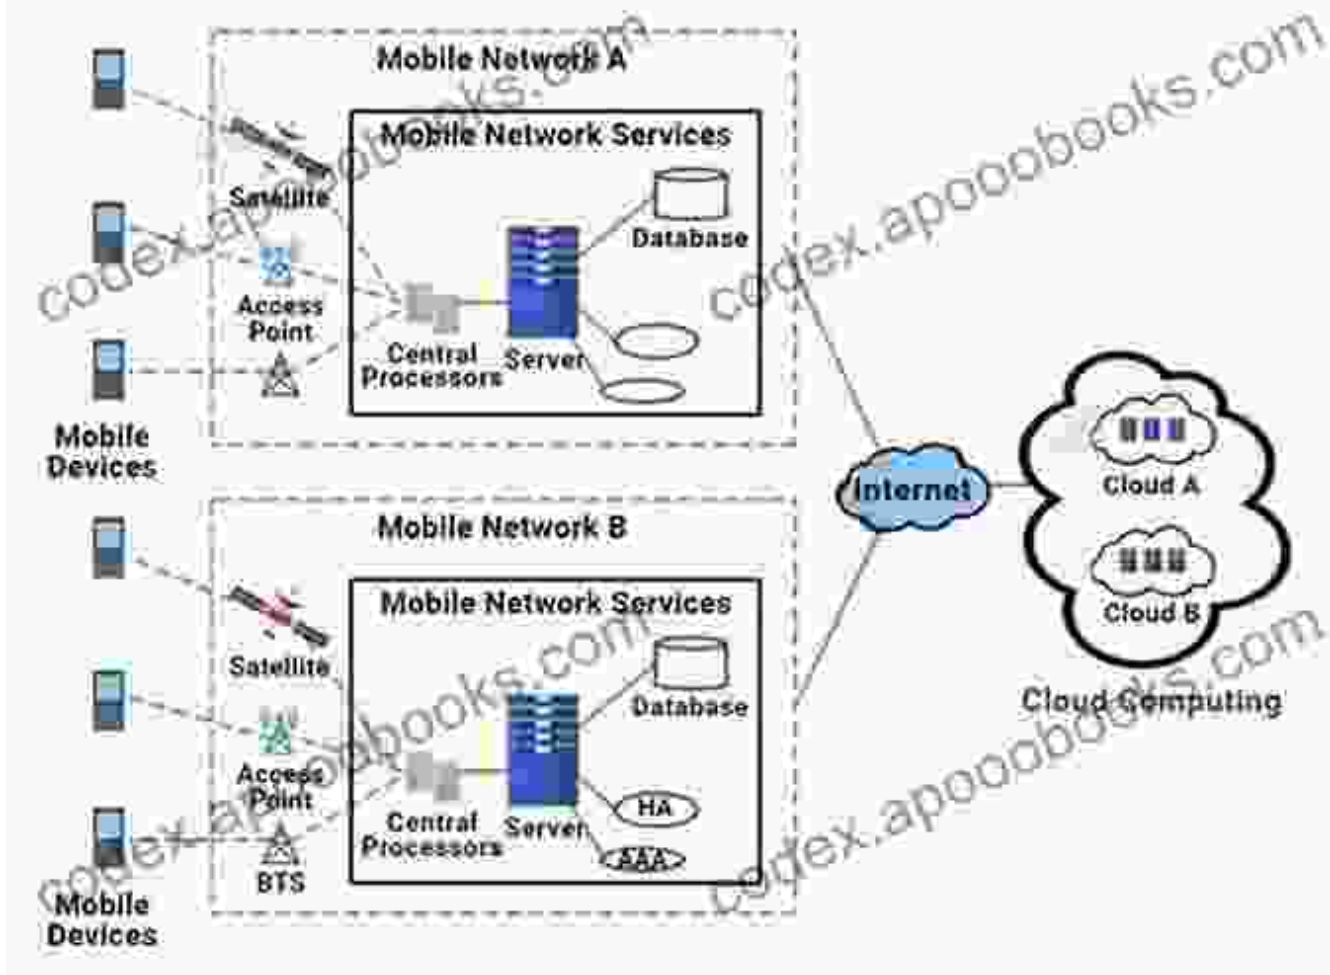 Mobile Network A
Mobile Network Services
Satellite
Database
Access
Point
Central
Processors
Server
Mobile
Devices
Internet
Cloud A
Cloud B
Cloud Computing
Mobile Network B
Mobile Network Services
Satellite
Database
Access
Point
Central
Processors
Server
HA
AAA
BTS
Mobile
Devices
codex.apooobooks.com
codex.apooobooks.com
codex.apooobooks.com
codex.apooobooks.com